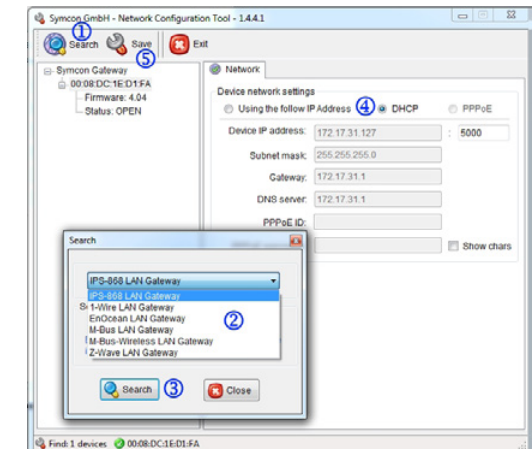 Symcon GmbH - Network Configuration Tool - 1.4.4.1
① Search Save ⑤ Exit
Symcon Gateway
00:08:DC:1E:D1:FA
Firmware: 4.04
Status: OPEN
Network
Device network settings
Using the follow IP Address ④ DHCP PPPoE
Device IP address: 172.17.31.127 : 5000
Subnet mask: 255.255.255.0
Gateway: 172.17.31.1
DNS server: 172.17.31.1
PPPoE ID:
Show chars
Search
IPS-868 LAN Gateway
IPS-868 LAN Gateway
1-Wire LAN Gateway
EnOcean LAN Gateway
M-Bus LAN Gateway
M-Bus-Wireless LAN Gateway
Z-Wave LAN Gateway
②
Search ③ Close
Find: 1 devices 00:08:DC:1E:D1:FA